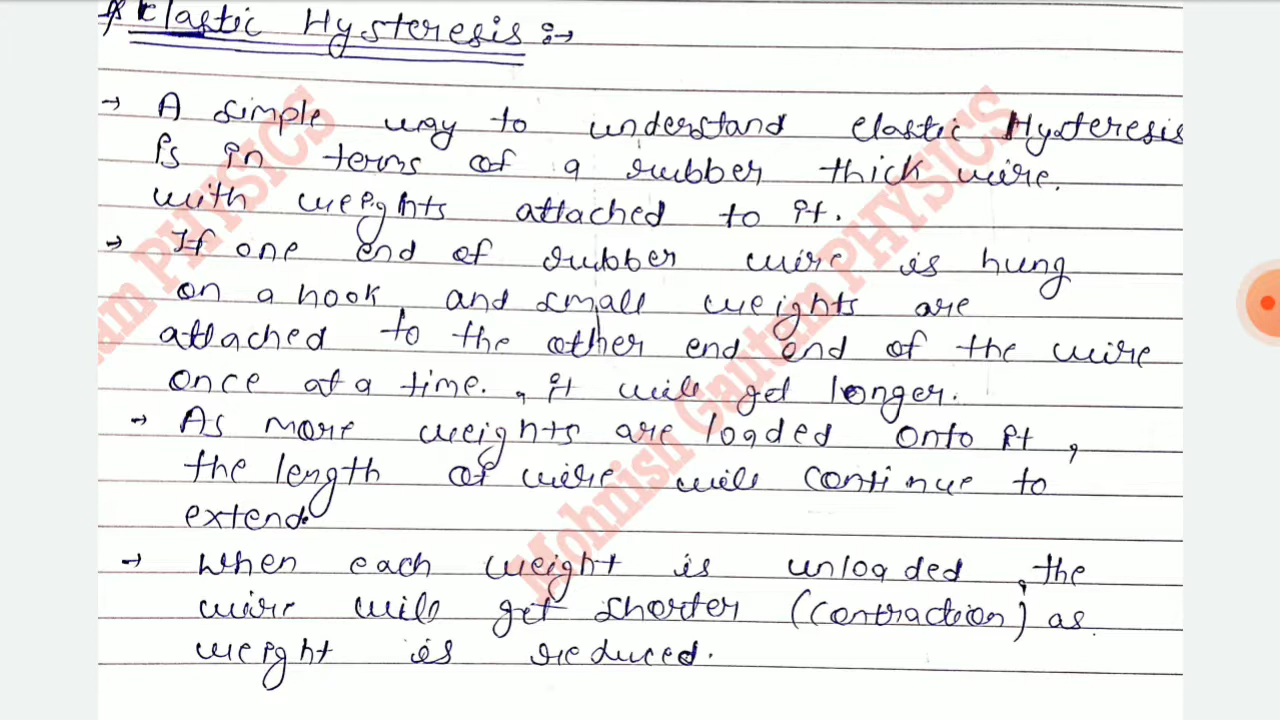 * Elastic Hysteresis :→
→ A simple way to understand elastic Hysteresis
is in terms of a rubber thick wire.
with weights attached to it.
→ If one end of rubber wire is hung
on a hook and small weights are
attached to the other end end of the wire
once at a time. , it will get longer.
→ As more weights are loaded onto it ,
the length of wire will continue to
extend.
→ When each weight is unloaded , the
wire will get shorter (contraction) as
weight is reduced.
Mohnish Gautam PHYSICS